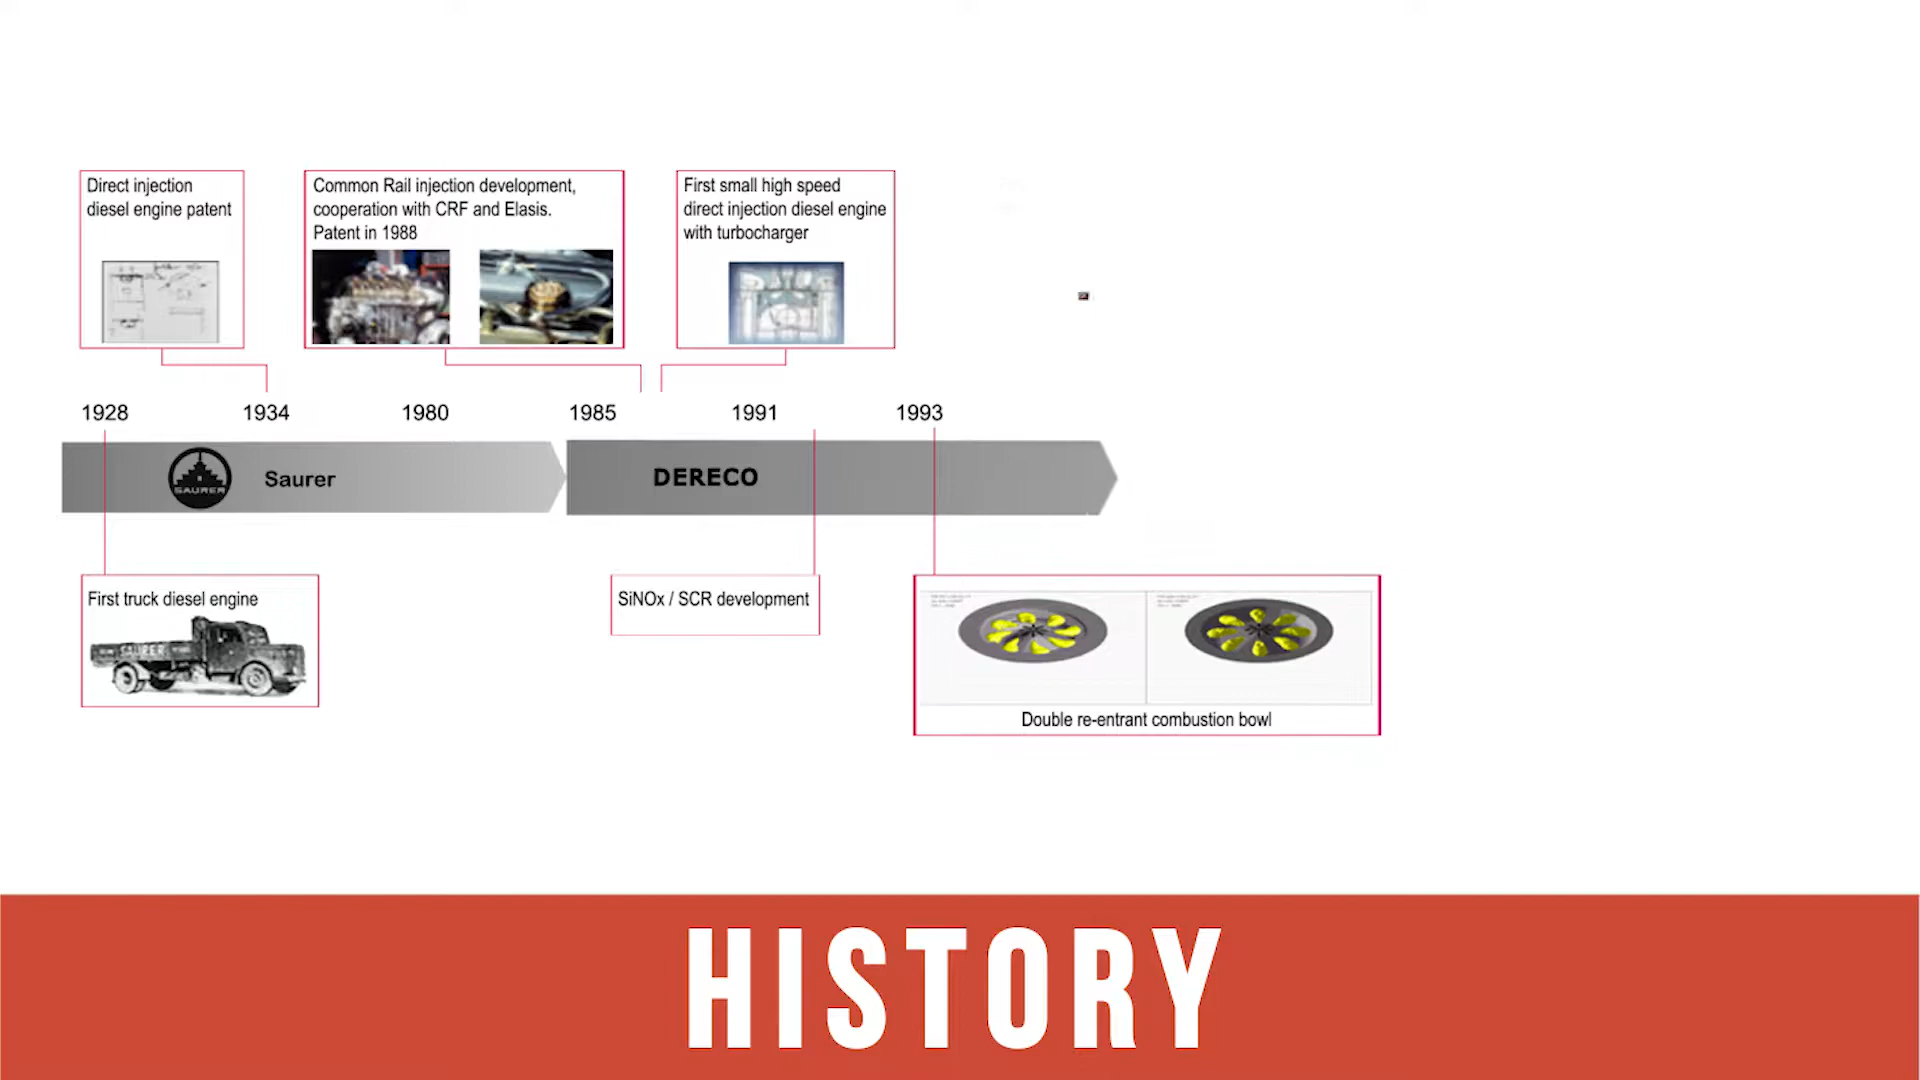 Direct injection
diesel engine patent
Common Rail injection development,
cooperation with CRF and Elasis.
Patent in 1988
First small high speed
direct injection diesel engine
with turbocharger
1928
1934
1980
1985
1991
1993
SAURER
Saurer
DERECO
First truck diesel engine
SAURER
SiNOx / SCR development
Double re-entrant combustion bowl
HISTORY